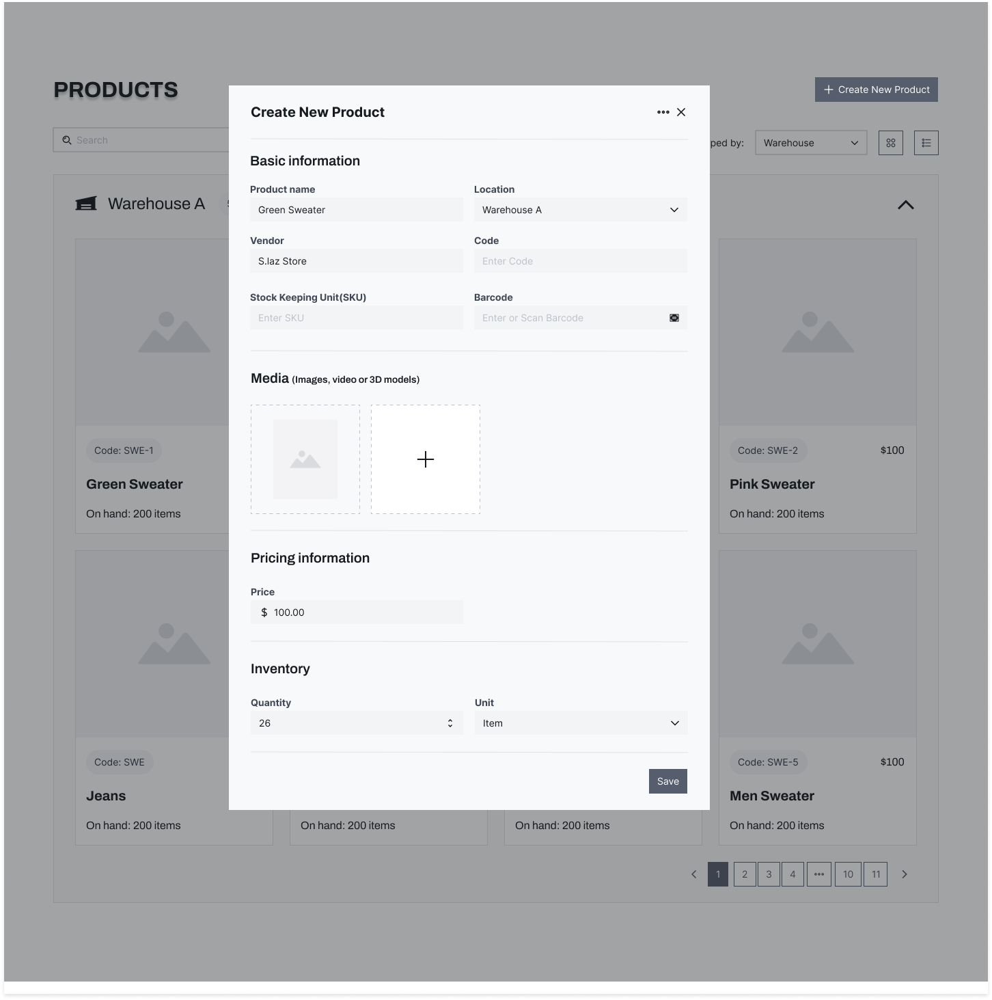 PRODUCTS
+ Create New Product
Search
ped by:
Warehouse
Warehouse A
Create New Product
Basic information
Product name
Location
Green Sweater
Warehouse A
Vendor
Code
S.laz Store
Enter Code
Stock Keeping Unit(SKU)
Barcode
Enter SKU
Enter or Scan Barcode
Media (Images, video or 3D models)
Pricing information
Price
$ 100.00
Inventory
Quantity
Unit
26
Item
Save
Code: SWE-1
Green Sweater
On hand: 200 items
Code: SWE-2
$100
Pink Sweater
On hand: 200 items
Code: SWE
Jeans
On hand: 200 items
On hand: 200 items
On hand: 200 items
Code: SWE-5
$100
Men Sweater
On hand: 200 items
1 2 3 4 ••• 10 11